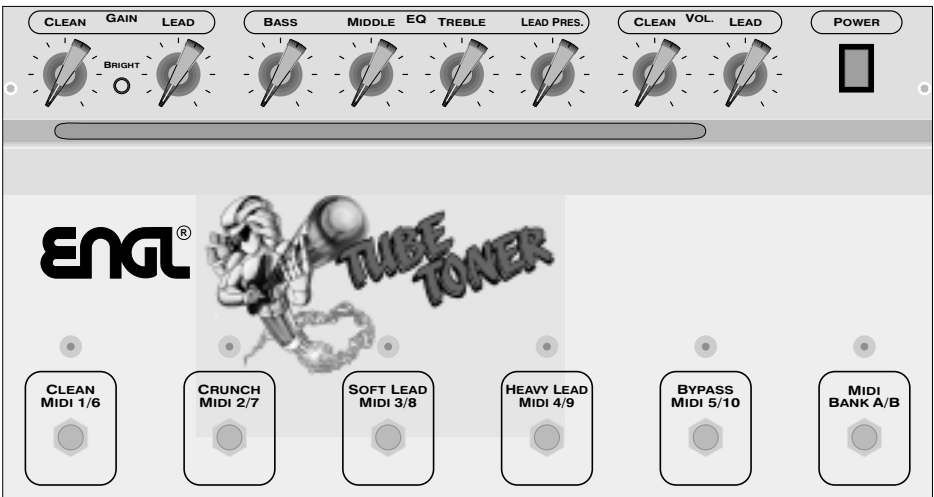 CLEAN GAIN LEAD
BRIGHT
BASS MIDDLE EQ TREBLE LEAD PRES.
CLEAN VOL. LEAD
POWER
ENGL®
TUBE
TONER
CLEAN
MIDI 1/6
CRUNCH
MIDI 2/7
SOFT LEAD
MIDI 3/8
HEAVY LEAD
MIDI 4/9
BYPASS
MIDI 5/10
MIDI
BANK A/B